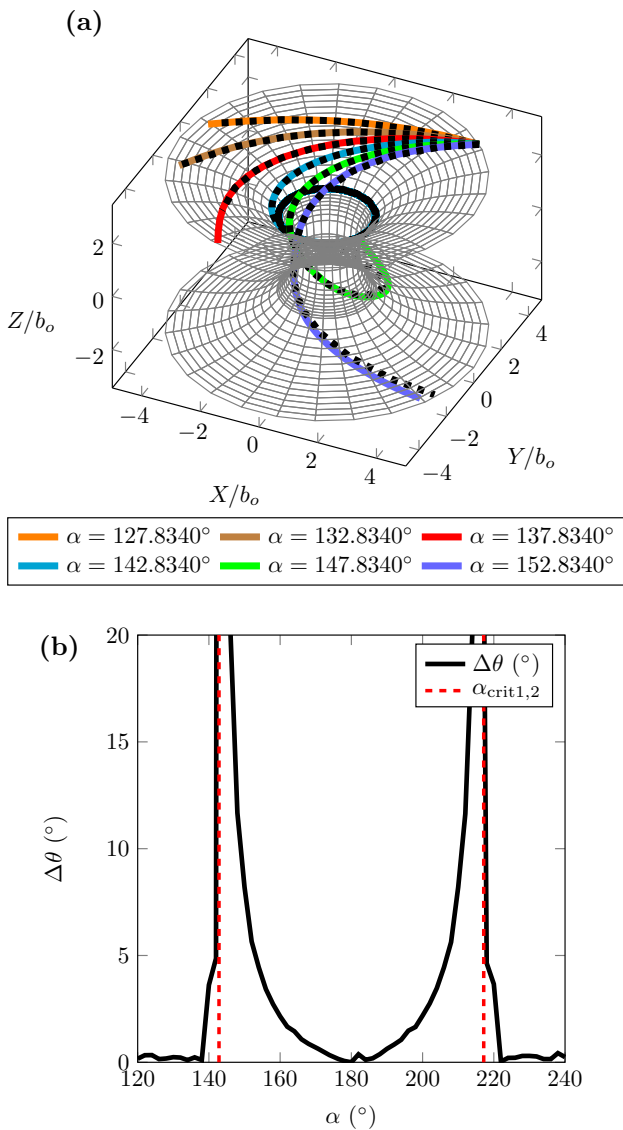 (a)
2
0
−2
Z/b_o
−4
−2
0
2
4
X/b_o
−4
−2
0
2
4
Y/b_o
α = 127.8340° α = 132.8340° α = 137.8340°
α = 142.8340° α = 147.8340° α = 152.8340°
(b)
20
15
10
5
0
Δθ (°)
Δθ (°)
α_crit1,2
120 140 160 180 200 220 240
α (°)